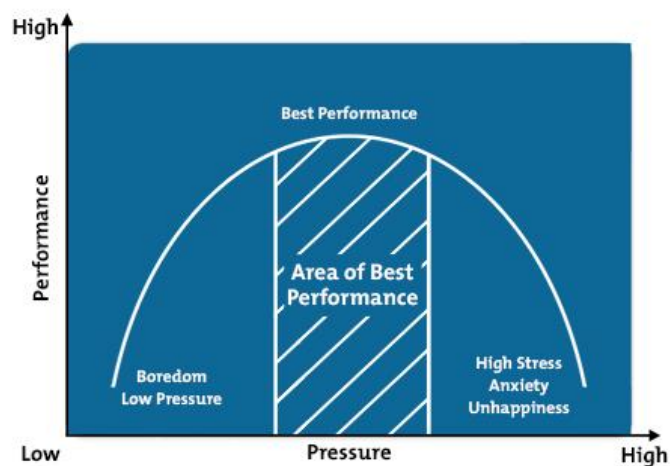 High
Best Performance
Performance
Area of Best
Performance
Boredom
Low Pressure
High Stress
Anxiety
Unhappiness
Low
Pressure
High